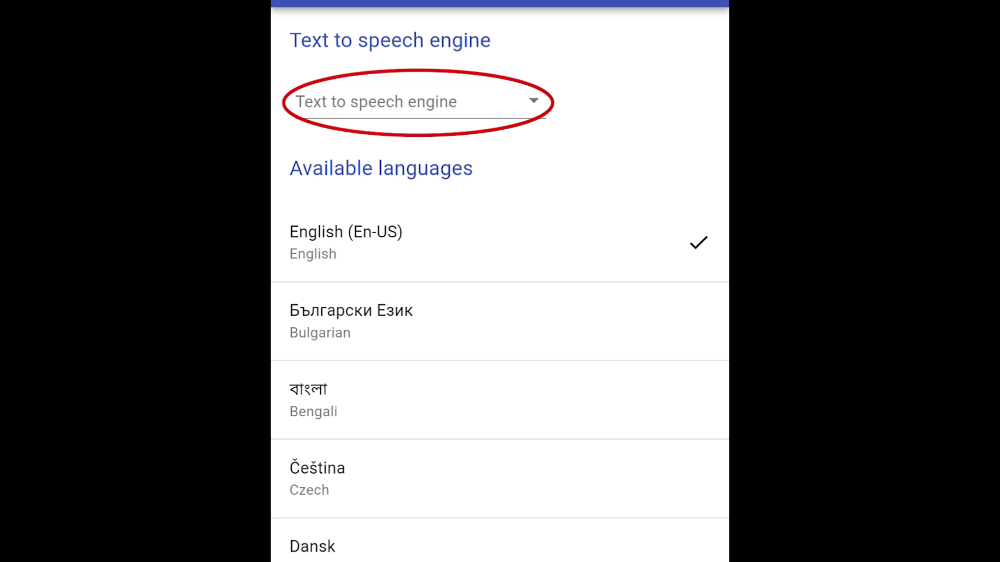 Text to speech engine
Text to speech engine
Available languages
English (En-US)
English
Български Език
Bulgarian
বাংলা
Bengali
Čeština
Czech
Dansk